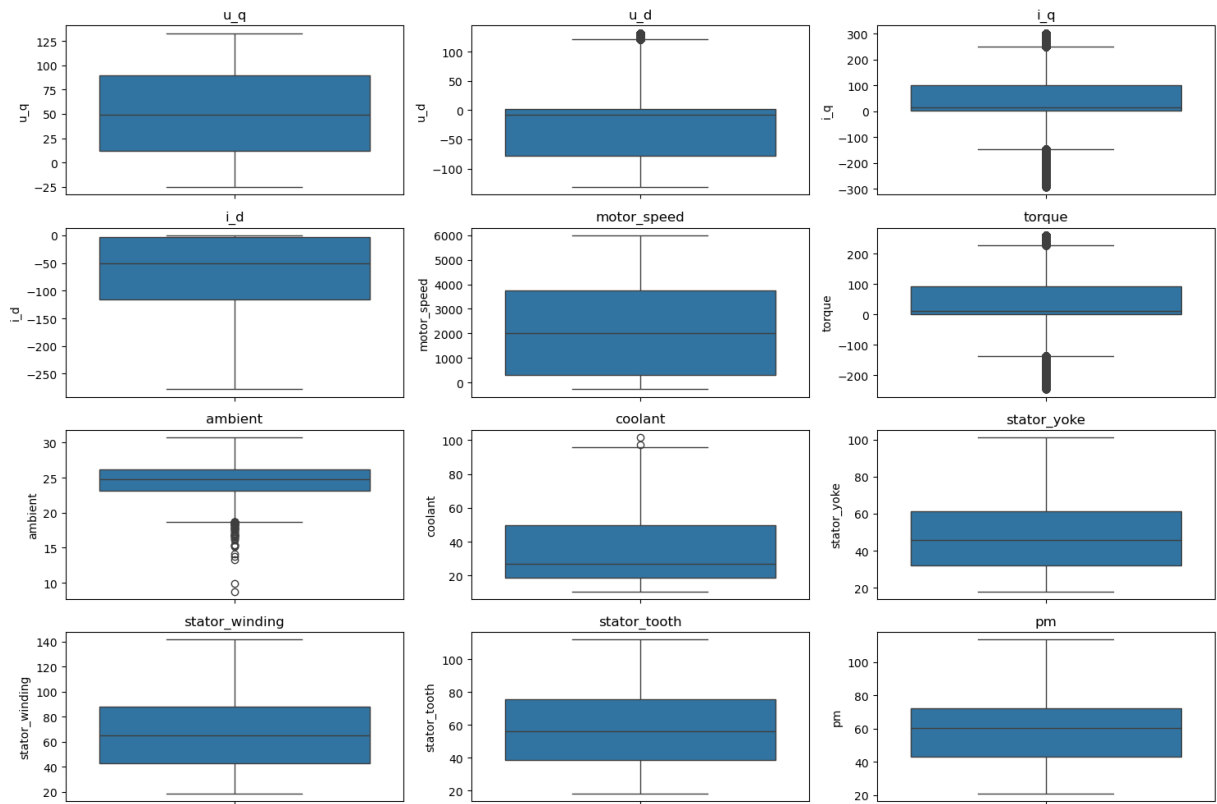 u_q
u_d
i_q
125
100
75
50
25
0
−25
u_q
100
50
0
−50
−100
u_d
300
200
100
0
−100
−200
−300
i_q
i_d
motor_speed
torque
0
−50
−100
−150
−200
−250
i_d
6000
5000
4000
3000
2000
1000
0
motor_speed
200
100
0
−100
−200
torque
ambient
coolant
stator_yoke
30
25
20
15
10
ambient
100
80
60
40
20
coolant
100
80
60
40
20
stator_yoke
stator_winding
stator_tooth
pm
140
120
100
80
60
40
20
stator_winding
100
80
60
40
20
stator_tooth
100
80
60
40
20
pm